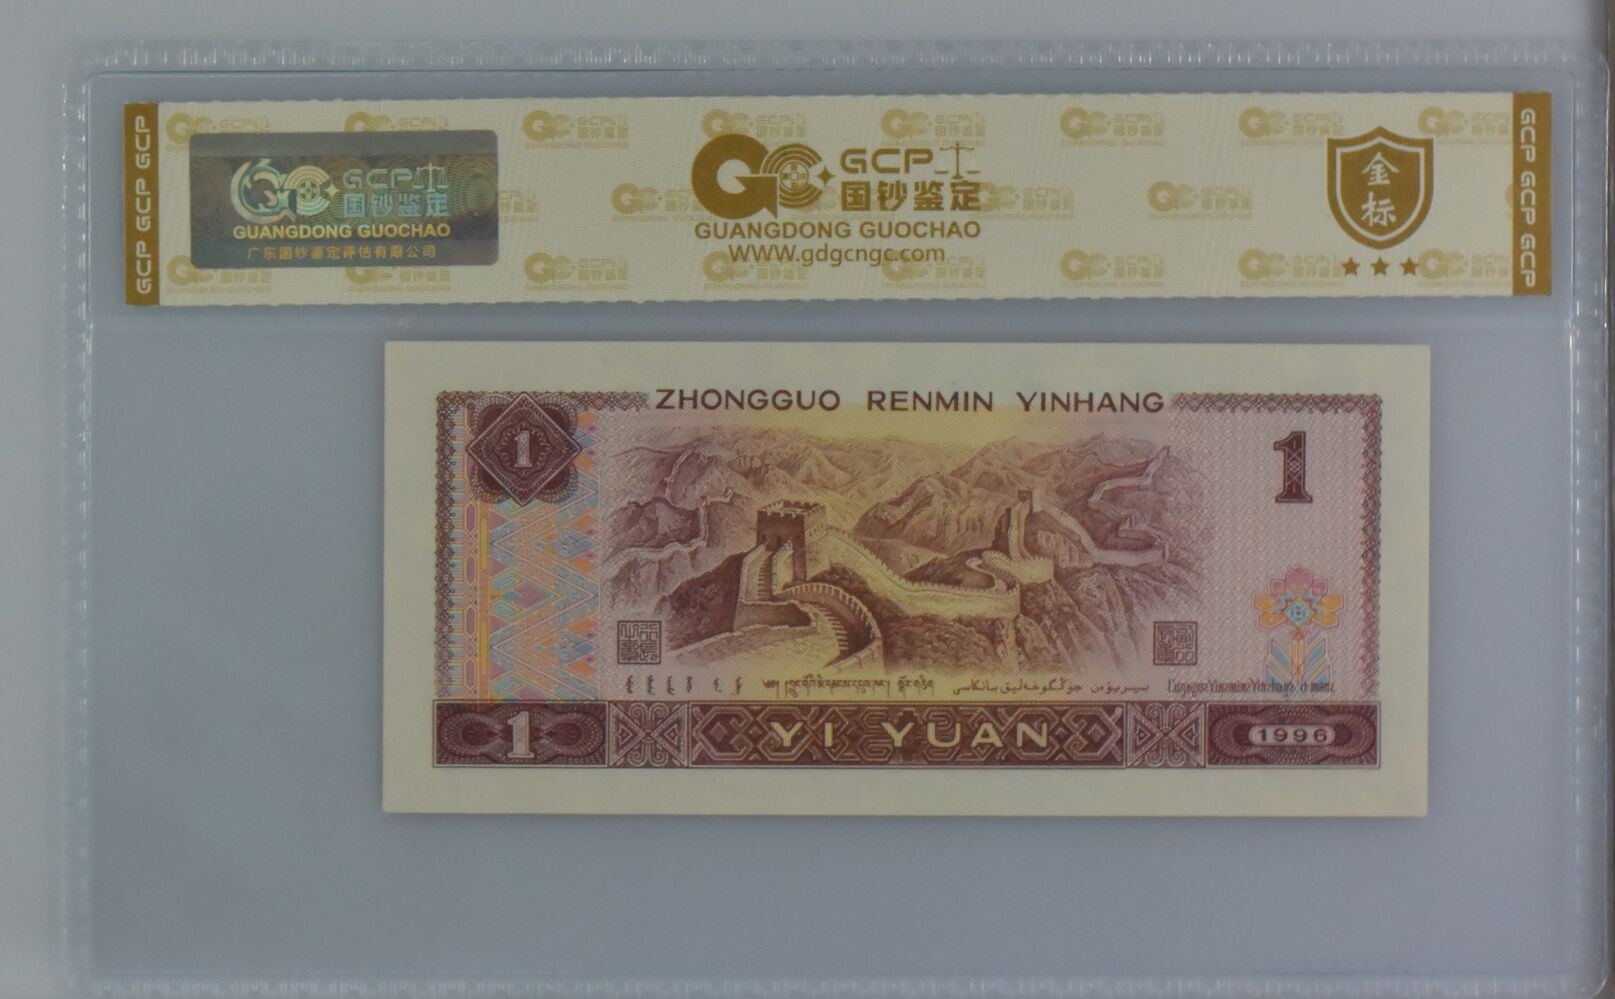 GCP GCP GCP
GCP
国钞鉴定
GUANGDONG GUOCHAO
广东国钞鉴定评估有限公司
GCP
国钞鉴定
GUANGDONG GUOCHAO
WWW.gdgcngc.com
金标
GCP GCP GCP
ZHONGGUO RENMIN YINHANG
1
1
1
YI YUAN
1996